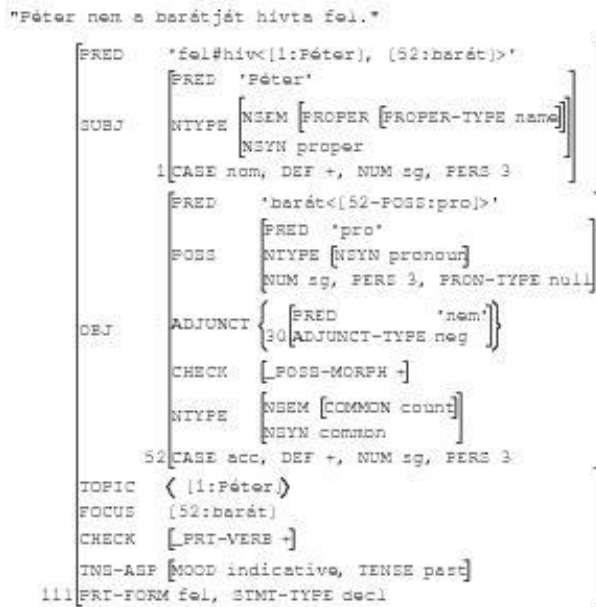 "Péter nem a barátját hívta fel."
PRED 'fel#hív<[1:Péter], [52:barát]>'
PRED 'Péter'
SUBJ NTYPE NSEM PROPER PROPER-TYPE name
NSYN proper
1 CASE nom, DEF +, NUM sg, PERS 3
PRED 'barát<[52-POSS:pro]>'
PRED 'pro'
POSS NTYPE NSYN pronoun
NUM sg, PERS 3, PRON-TYPE null
OBJ ADJUNCT PRED 'nem'
30 ADJUNCT-TYPE neg
CHECK _POSS-MORPH +
NTYPE NSEM COMMON count
NSYN common
52 CASE acc, DEF +, NUM sg, PERS 3
TOPIC [1:Péter]
FOCUS [52:barát]
CHECK _PRT-VERB +
TNS-ASP MOOD indicative, TENSE past
111 PRT-FORM fel, STMT-TYPE decl